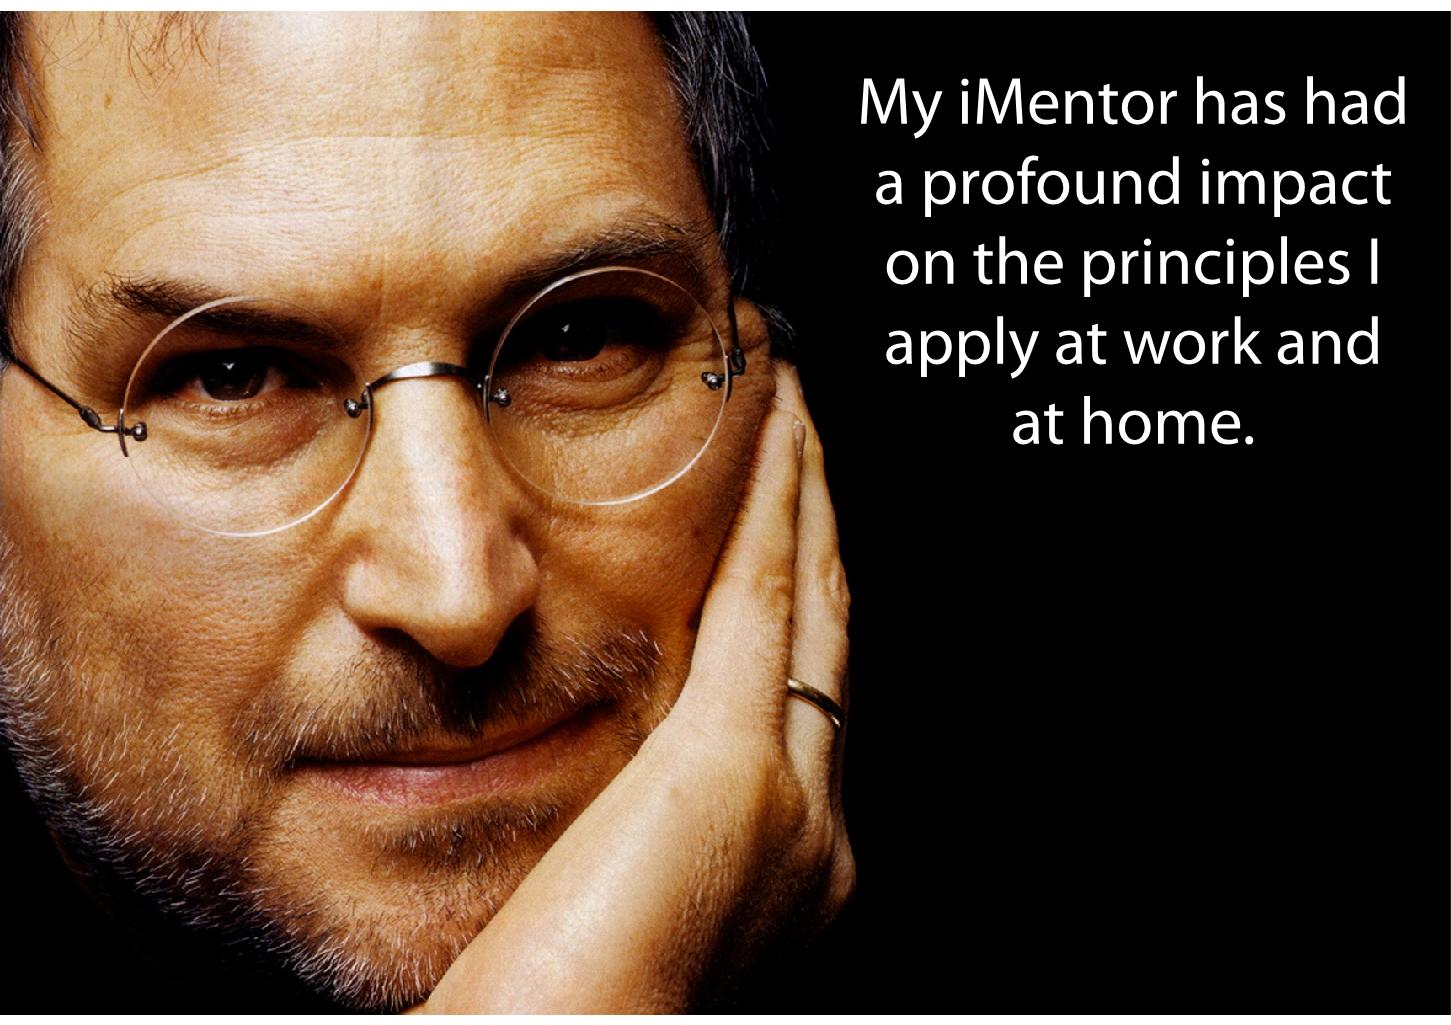 My iMentor has had
a profound impact
on the principles I
apply at work and
at home.